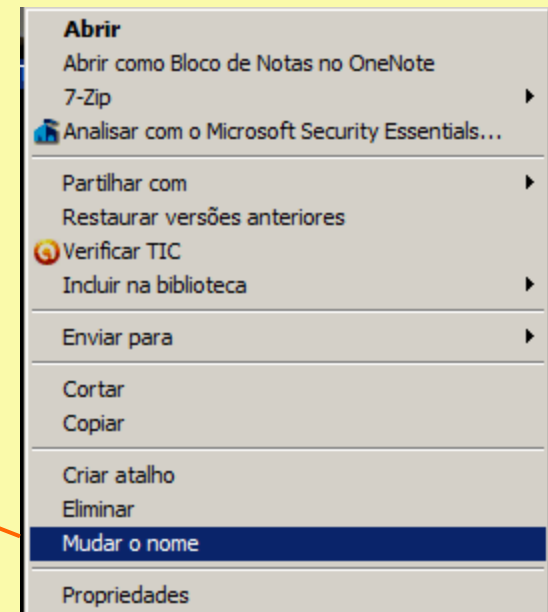 Abrir
Abrir como Bloco de Notas no OneNote
7-Zip
Analisar com o Microsoft Security Essentials...
Partilhar com
Restaurar versões anteriores
Verificar TIC
Incluir na biblioteca
Enviar para
Cortar
Copiar
Criar atalho
Eliminar
Mudar o nome
Propriedades